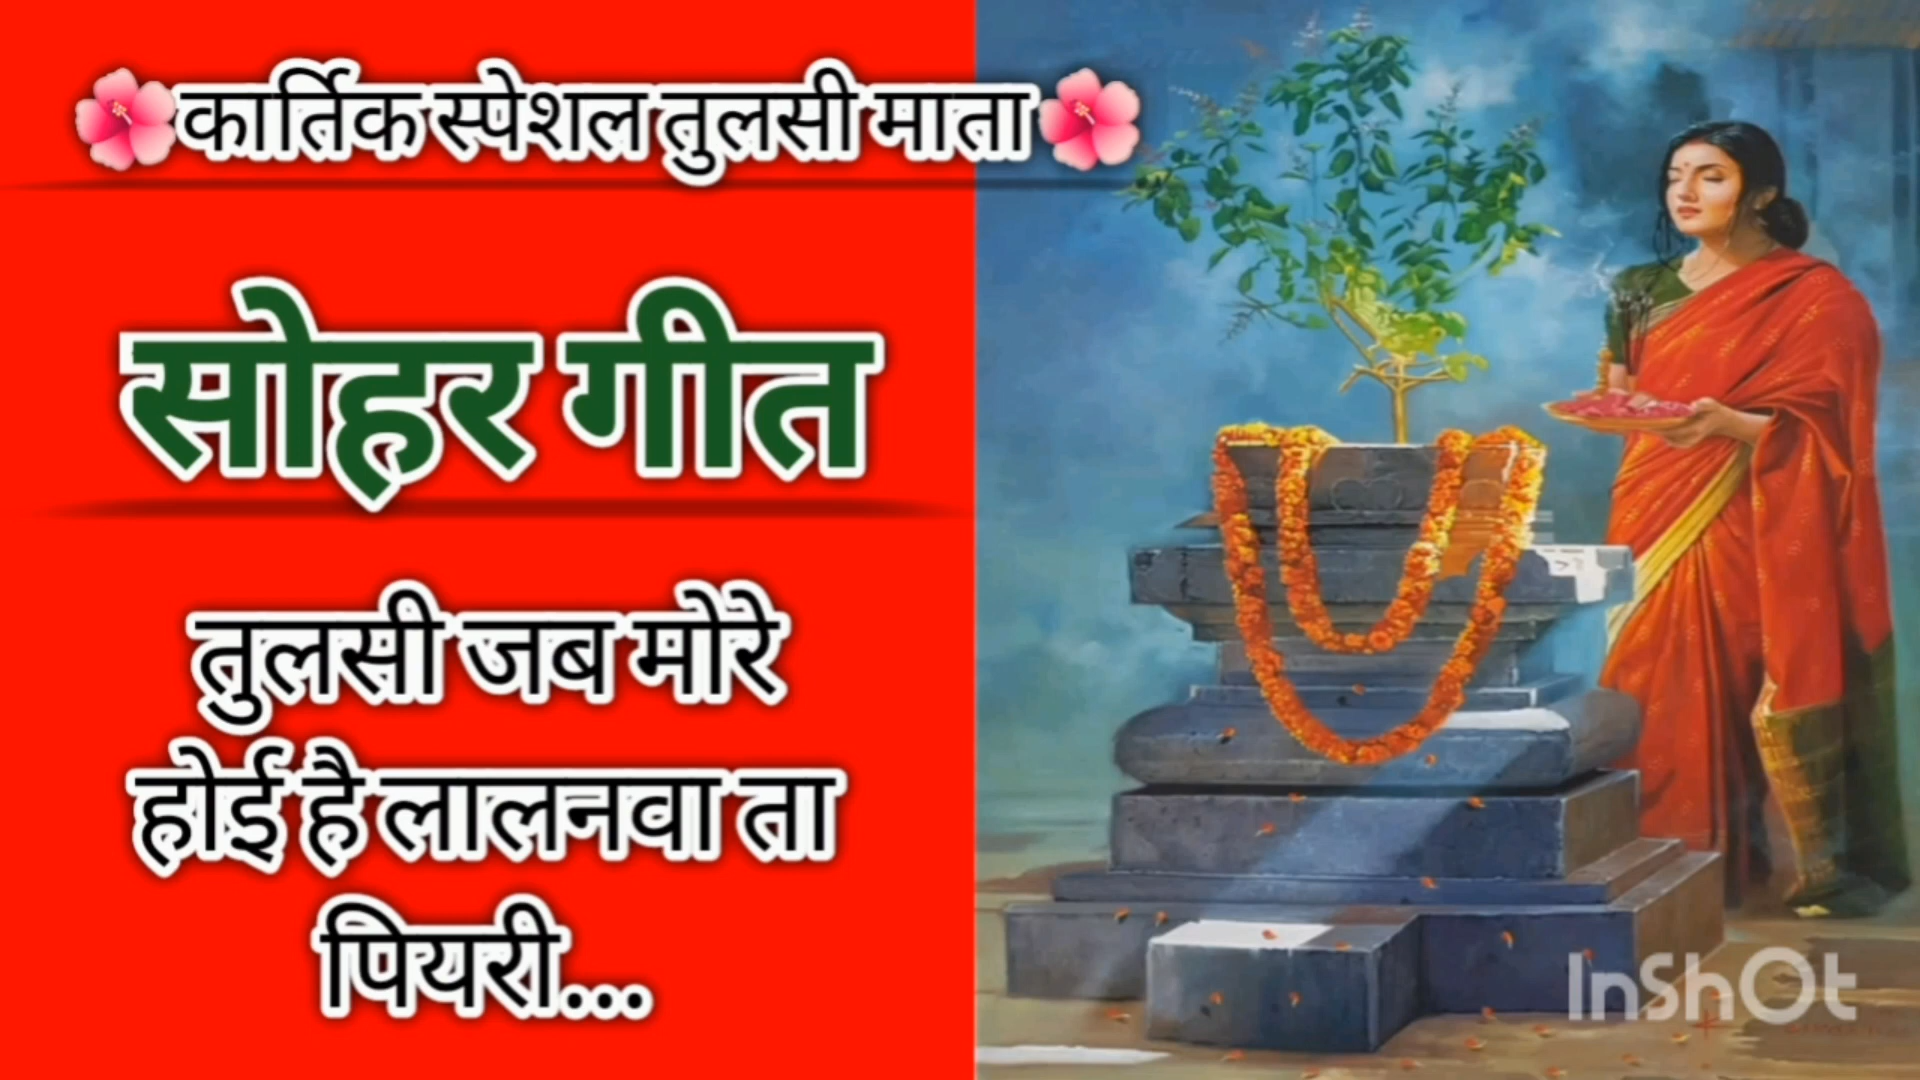 🌺कार्तिक स्पेशल तुलसी माता🌺
सोहर गीत
तुलसी जब मोरे
होई है लालनवा ता
पियरी...
InShOt